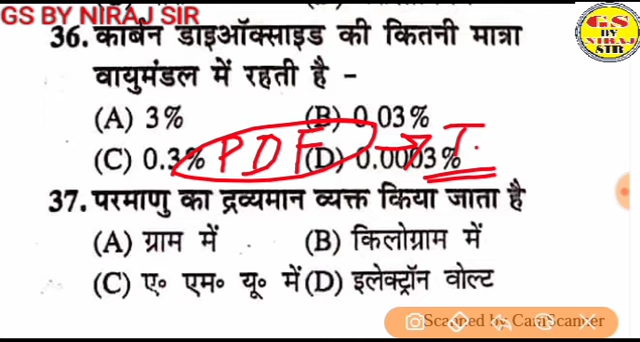 GS BY NIRAJ SIR
GS
BY
NIRAJ
STR
36. कार्बन डाइऑक्साइड की कितनी मात्रा
वायुमंडल में रहती है -
(A) 3% (B) 0.03%
(C) 0.3% (D) 0.0003%
PDF → T.
37. परमाणु का द्रव्यमान व्यक्त किया जाता है
(A) ग्राम में (B) किलोग्राम में
(C) ए० एम० यू० में (D) इलेक्ट्रॉन वोल्ट
Scanned by CamScanner